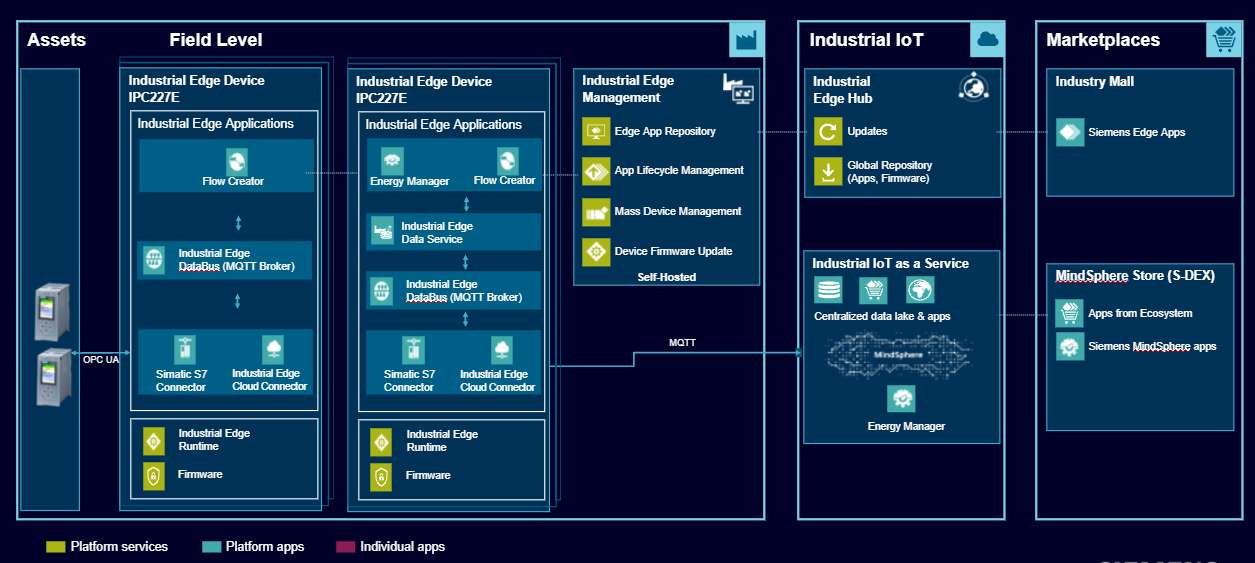 Assets
Field Level
Industrial Edge Device
IPC227E
Industrial Edge Applications
Flow Creator
Industrial Edge
DataBus (MQTT Broker)
Simatic S7
Connector
Industrial Edge
Cloud Connector
Industrial Edge
Runtime
Firmware
OPC UA
Industrial Edge Device
IPC227E
Industrial Edge Applications
Energy Manager
Flow Creator
Industrial Edge
Data Service
Industrial Edge
DataBus (MQTT Broker)
Simatic S7
Connector
Industrial Edge
Cloud Connector
Industrial Edge
Runtime
Firmware
Industrial Edge
Management
Edge App Repository
App Lifecycle Management
Mass Device Management
Device Firmware Update
Self-Hosted
MQTT
Industrial IoT
Industrial
Edge Hub
Updates
Global Repository
(Apps, Firmware)
Industrial IoT as a Service
Centralized data lake & apps
MindSphere
Energy Manager
Marketplaces
Industry Mall
Siemens Edge Apps
MindSphere Store (S-DEX)
Apps from Ecosystem
Siemens MindSphere apps
Platform services
Platform apps
Individual apps